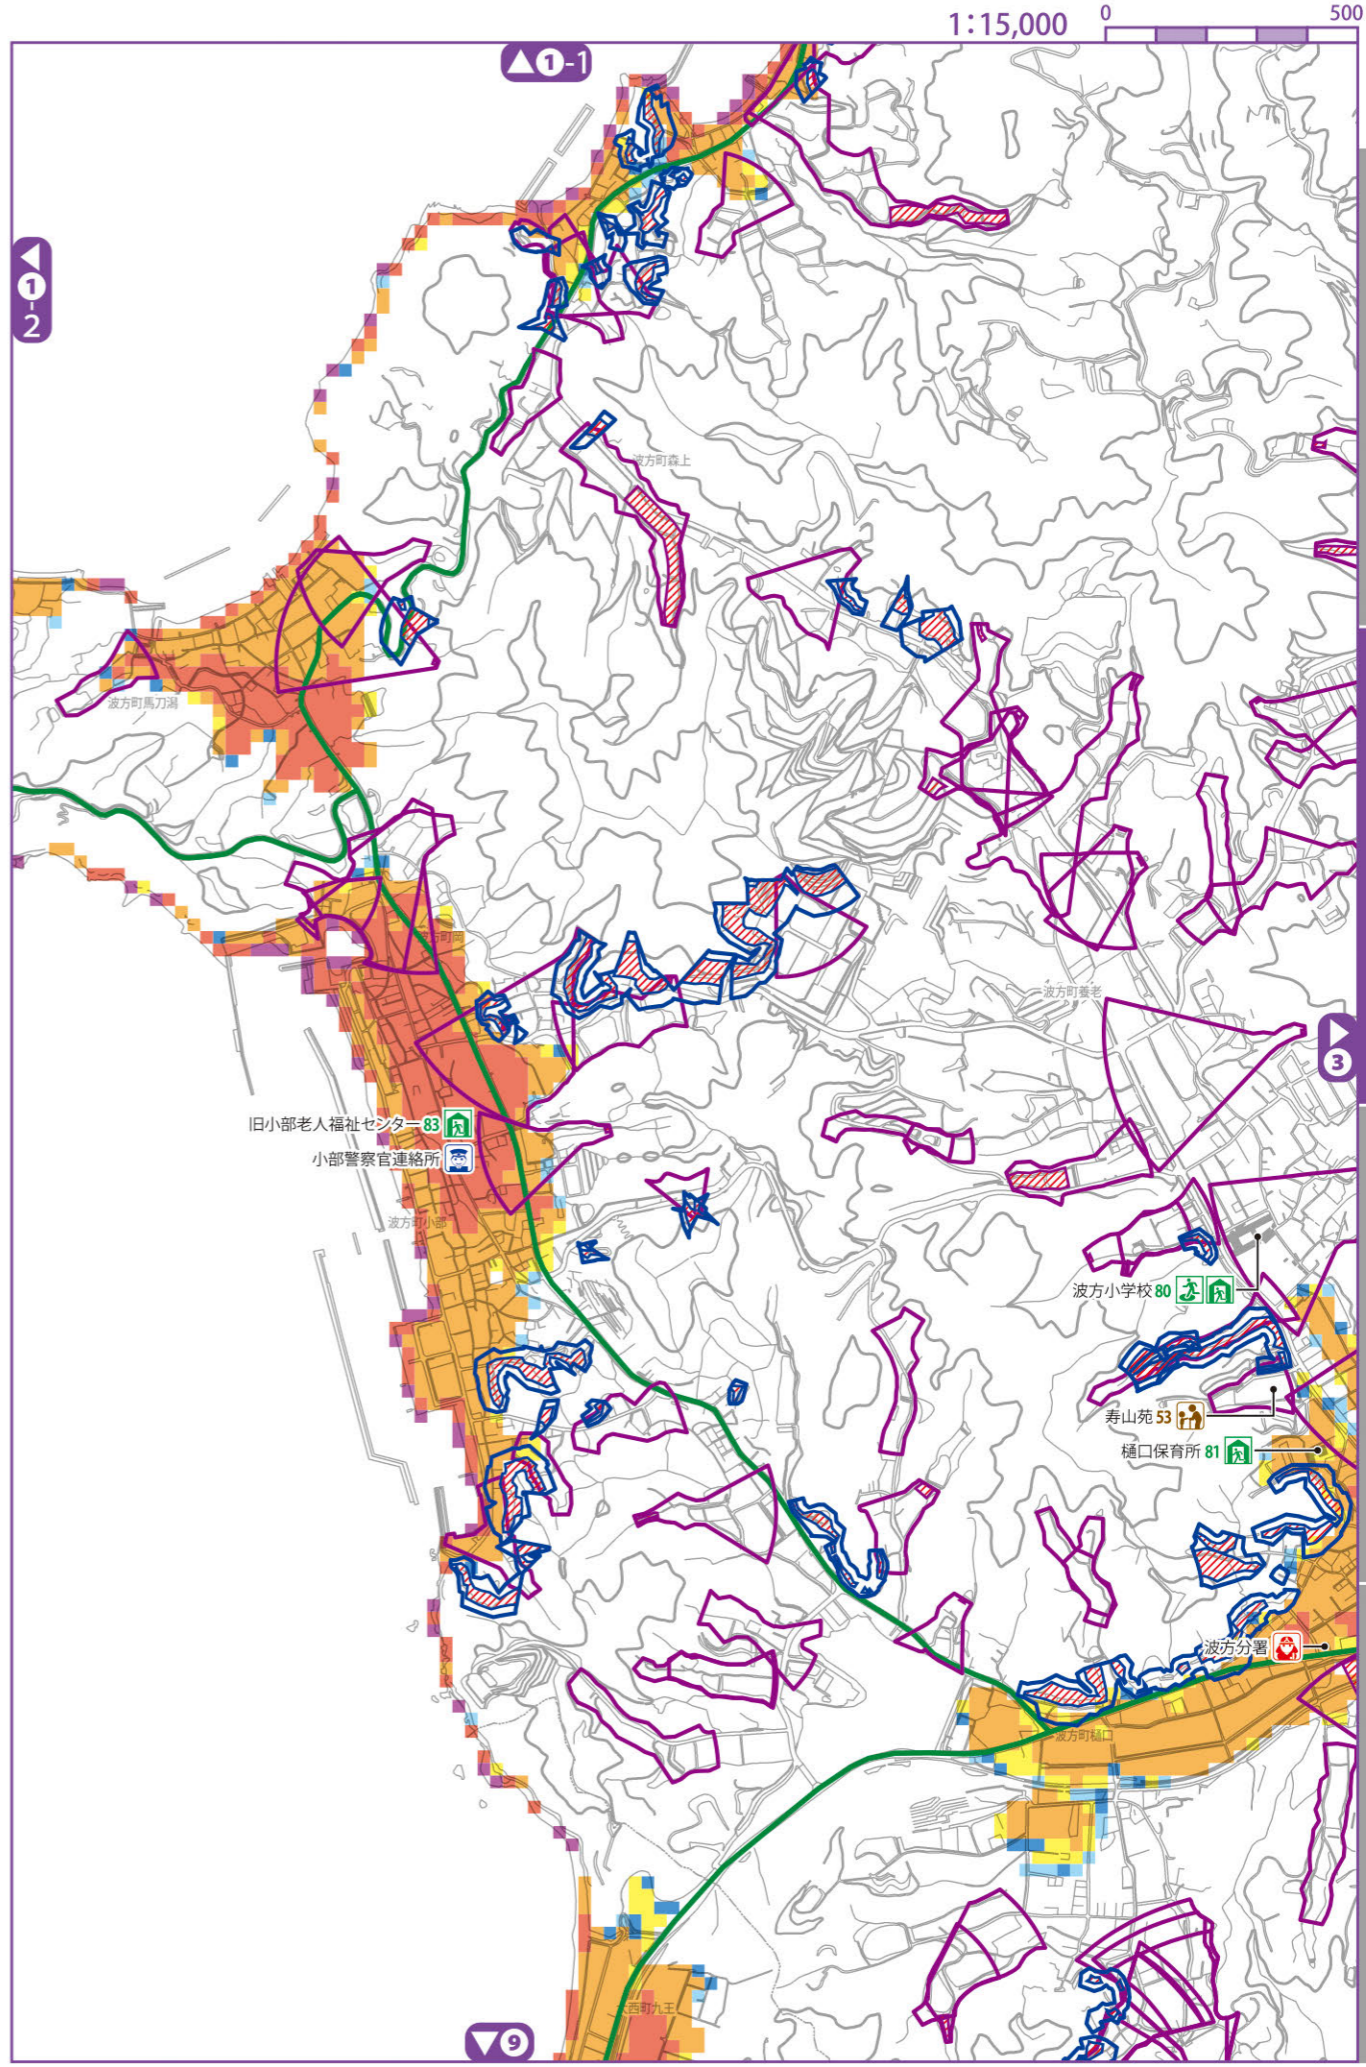 1:15,000
0
500
▲1-1
◀1-2
波方町森上
波方町馬刀潟
波方町岡
波方町養老
▶3
旧小部老人福祉センター 83
小部警察官連絡所
波方町小部
波方小学校 80
寿山苑 53
樋口保育所 81
波方分署
波方町樋口
大西町九王
▼9